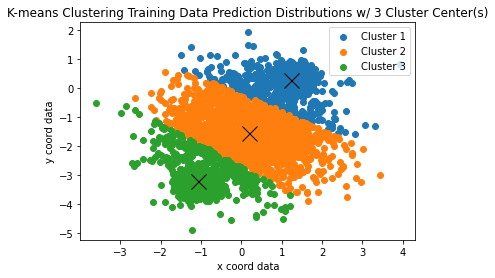 K-means Clustering Training Data Prediction Distributions w/ 3 Cluster Center(s)
Cluster 1
Cluster 2
Cluster 3
2
1
0
−1
−2
−3
−4
−5
y coord data
−3
−2
−1
0
1
2
3
4
x coord data